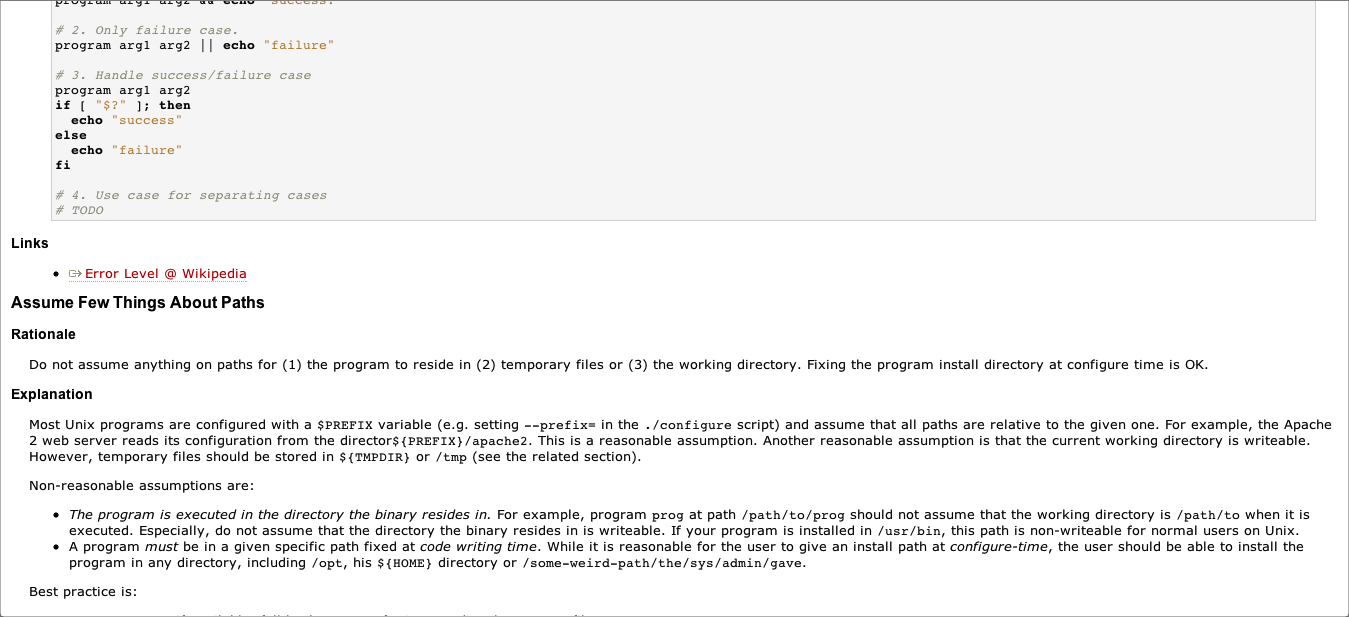 program arg1 arg2 && echo "success!
# 2. Only failure case.
program arg1 arg2 || echo "failure"
# 3. Handle success/failure case
program arg1 arg2
if [ "$?" ]; then
  echo "success"
else
  echo "failure"
fi
# 4. Use case for separating cases
# TODO
Links
Error Level @ Wikipedia
Assume Few Things About Paths
Rationale
Do not assume anything on paths for (1) the program to reside in (2) temporary files or (3) the working directory. Fixing the program install directory at configure time is OK.
Explanation
Most Unix programs are configured with a $PREFIX variable (e.g. setting --prefix= in the ./configure script) and assume that all paths are relative to the given one. For example, the Apache
2 web server reads its configuration from the director${PREFIX}/apache2. This is a reasonable assumption. Another reasonable assumption is that the current working directory is writeable.
However, temporary files should be stored in ${TMPDIR} or /tmp (see the related section).
Non-reasonable assumptions are:
The program is executed in the directory the binary resides in. For example, program prog at path /path/to/prog should not assume that the working directory is /path/to when it is
executed. Especially, do not assume that the directory the binary resides in is writeable. If your program is installed in /usr/bin, this path is non-writeable for normal users on Unix.
A program must be in a given specific path fixed at code writing time. While it is reasonable for the user to give an install path at configure-time, the user should be able to install the
program in any directory, including /opt, his ${HOME} directory or /some-weird-path/the/sys/admin/gave.
Best practice is: